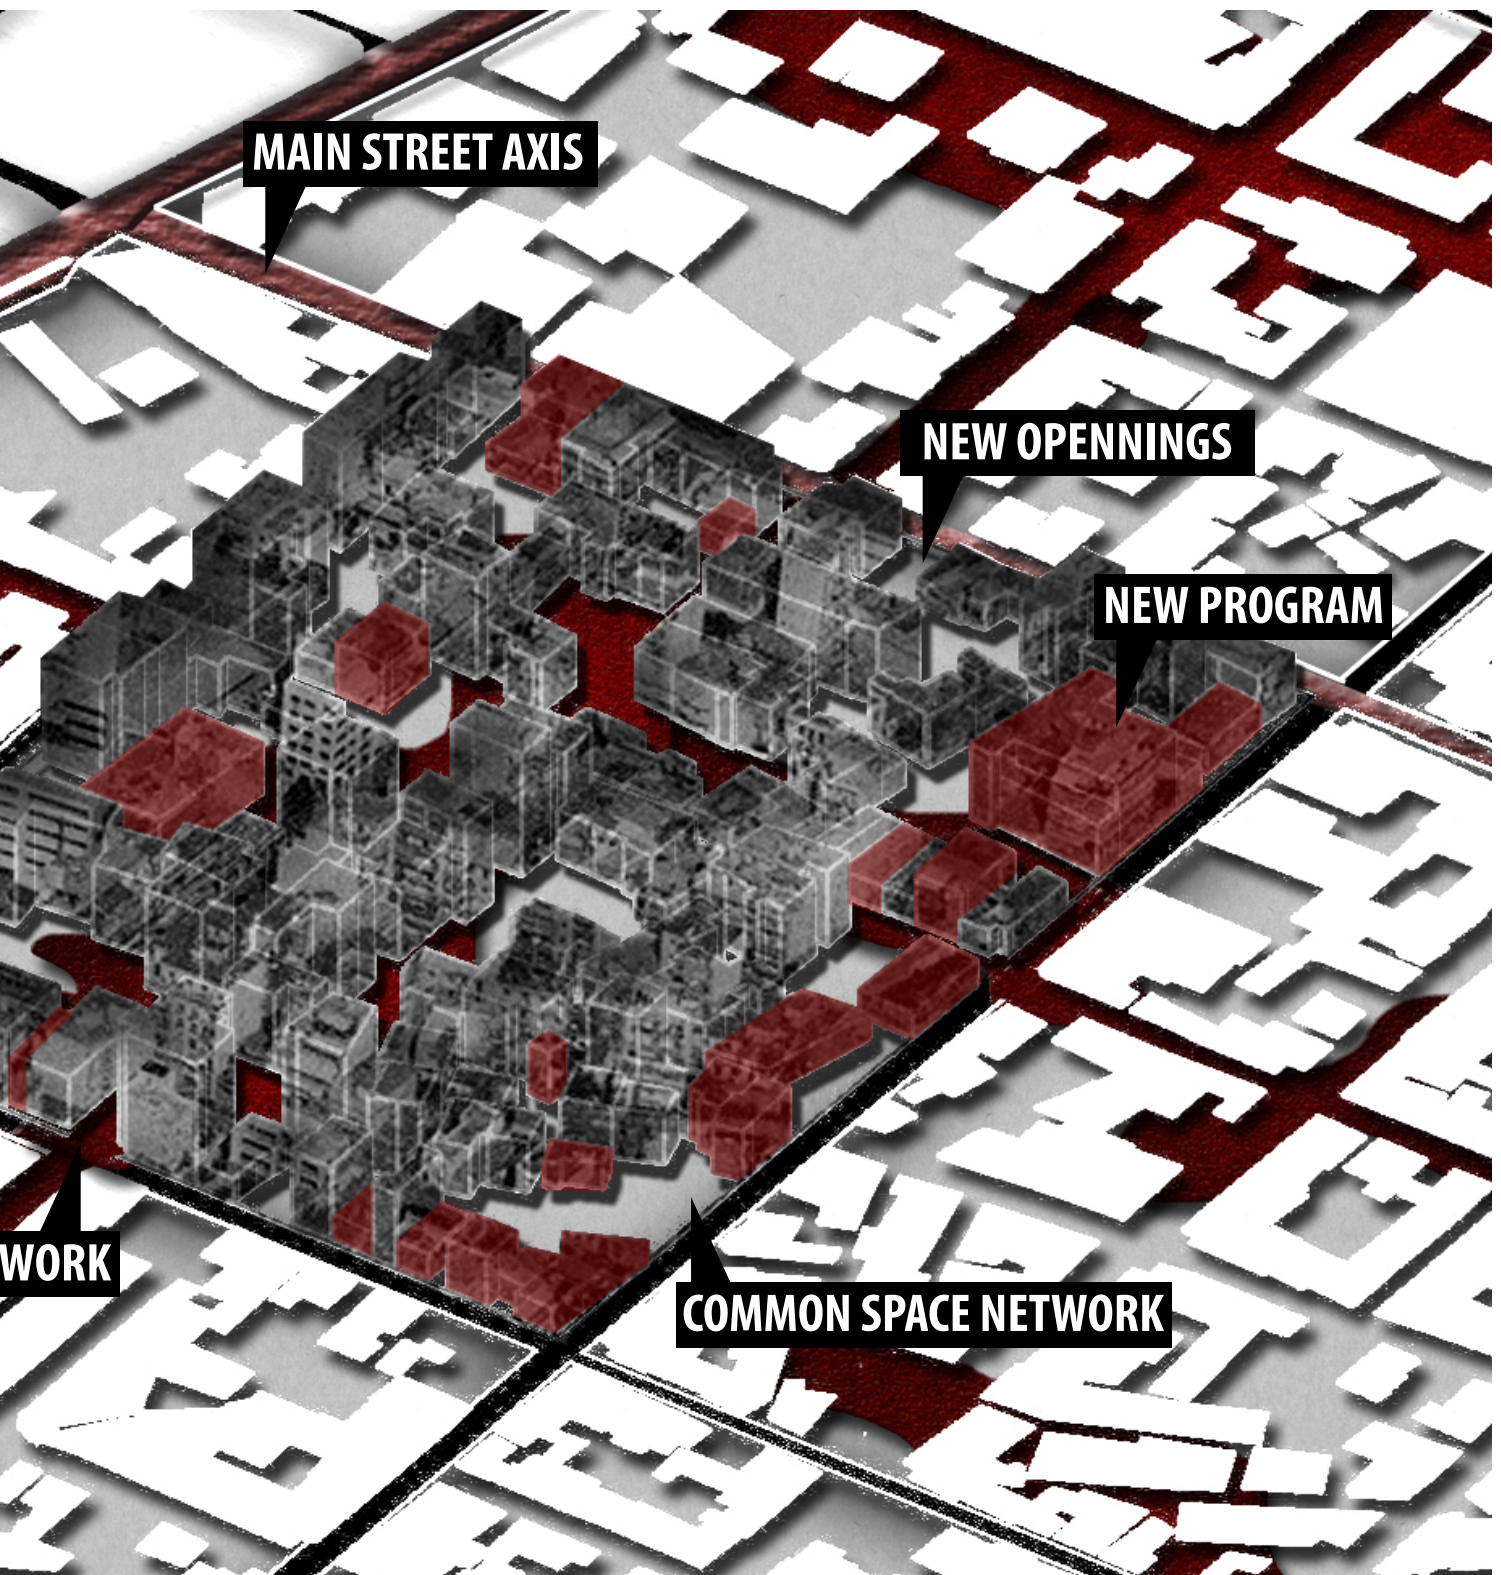 MAIN STREET AXIS
NEW OPENNINGS
NEW PROGRAM
WORK
COMMON SPACE NETWORK